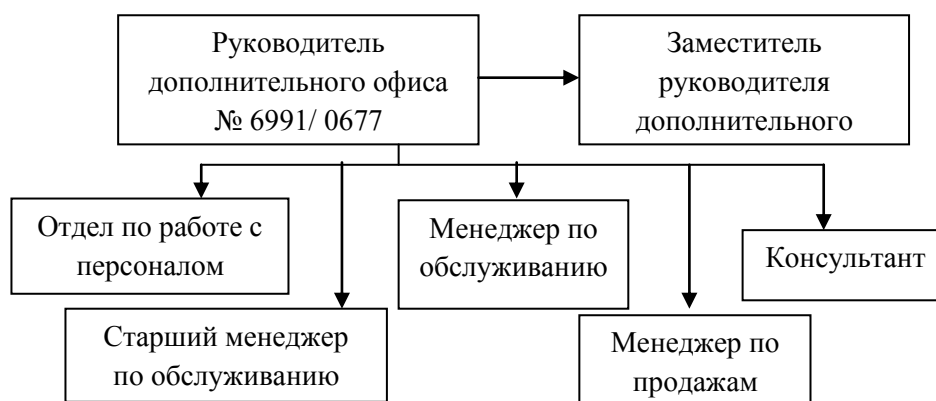 Руководитель
дополнительного офиса
№ 6991/ 0677
Заместитель
руководителя
дополнительного
Отдел по работе с
персоналом
Менеджер по
обслуживанию
Консультант
Старший менеджер
по обслуживанию
Менеджер по
продажам